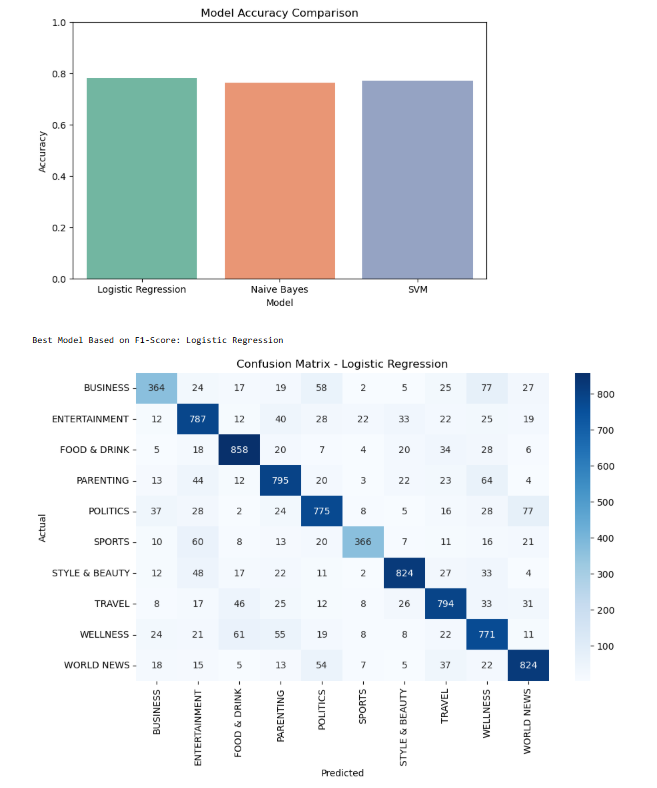 Model Accuracy Comparison
1.0
0.8
0.6
0.4
0.2
0.0
Accuracy
Logistic Regression Naive Bayes SVM
Model
Best Model Based on F1-Score: Logistic Regression
Confusion Matrix - Logistic Regression
BUSINESS 364 24 17 19 58 2 5 25 77 27
ENTERTAINMENT 12 787 12 40 28 22 33 22 25 19
FOOD & DRINK 5 18 858 20 7 4 20 34 28 6
PARENTING 13 44 12 795 20 3 22 23 64 4
POLITICS 37 28 2 24 775 8 5 16 28 77
SPORTS 10 60 8 13 20 366 7 11 16 21
STYLE & BEAUTY 12 48 17 22 11 2 824 27 33 4
TRAVEL 8 17 46 25 12 8 26 794 33 31
WELLNESS 24 21 61 55 19 8 8 22 771 11
WORLD NEWS 18 15 5 13 54 7 5 37 22 824
Actual
BUSINESS
ENTERTAINMENT
FOOD & DRINK
PARENTING
POLITICS
SPORTS
STYLE & BEAUTY
TRAVEL
WELLNESS
WORLD NEWS
Predicted
800
700
600
500
400
300
200
100